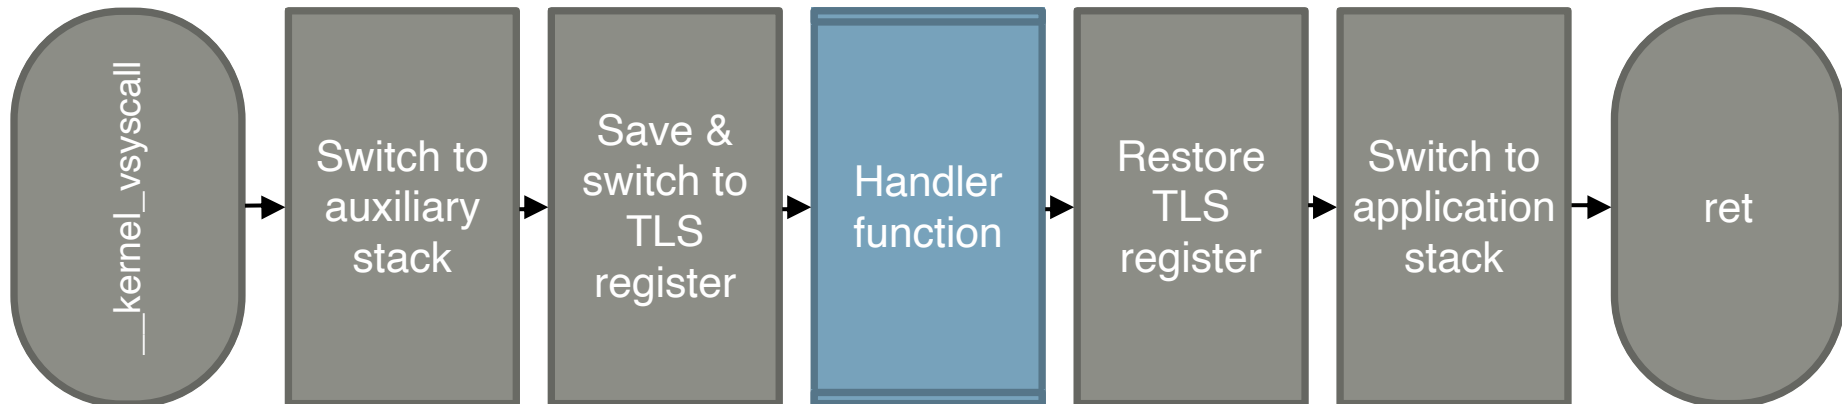 __kernel_vsyscall
Switch to
auxiliary
stack
Save &
switch to
TLS
register
Handler
function
Restore
TLS
register
Switch to
application
stack
ret